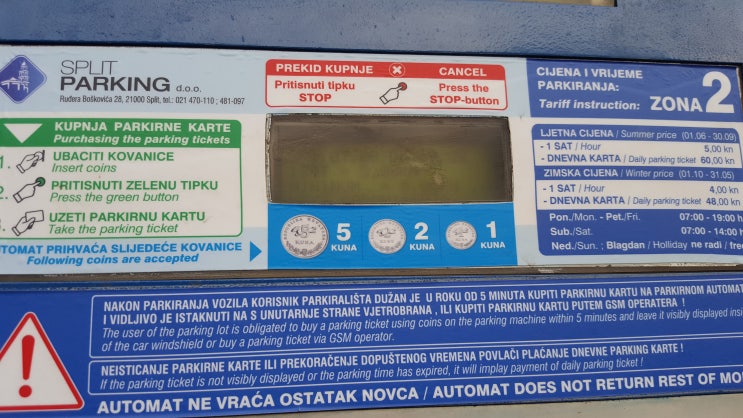 SPLIT
PARKING d.o.o.
Ruđera Boškovića 28, 21000 Split, tel.: 021 470-110 ; 481-097
KUPNJA PARKIRNE KARTE
Purchasing the parking tickets
1. UBACITI KOVANICE
Insert coins
2. PRITISNUTI ZELENU TIPKU
Press the green button
3. UZETI PARKIRNU KARTU
Take the parking ticket
AUTOMAT PRIHVAĆA SLIJEDEĆE KOVANICE
Following coins are accepted
PREKID KUPNJE CANCEL
Pritisnuti tipku STOP
Press the STOP-button
5 KUNA
2 KUNA
1 KUNA
CIJENA I VRIJEME PARKIRANJA:
Tariff instruction: ZONA 2
LJETNA CIJENA / Summer price (01.06 - 30.09)
- 1 SAT / Hour 5,00 kn
- DNEVNA KARTA / Daily parking ticket 60,00 kn
ZIMSKA CIJENA / Winter price (01.10 - 31.05)
- 1 SAT / Hour 4,00 kn
- DNEVNA KARTA / Daily parking ticket 48,00 kn
Pon./Mon. - Pet./Fri. 07:00 - 19:00 h
Sub./Sat. 07:00 - 14:00 h
Ned./Sun. ; Blagdan / Holliday ne radi / free
NAKON PARKIRANJA VOZILA KORISNIK PARKIRALIŠTA DUŽAN JE U ROKU OD 5 MINUTA KUPITI PARKIRNU KARTU NA PARKIRNOM AUTOMAT
I VIDLJIVO JE ISTAKNUTI NA S UNUTARNJE STRANE VJETROBRANA , ILI KUPITI PARKIRNU KARTU PUTEM GSM OPERATERA !
The user of the parking lot is obligated to buy a parking ticket using coins on the parking machine within 5 minutes and leave it visibly displayed insi
of the car windshield or buy a parking ticket via GSM operator.
NEISTICANJE PARKIRNE KARTE ILI PREKORAČENJE DOPUŠTENOG VREMENA POVLAČI PLAĆANJE DNEVNE PARKING KARTE !
If the parking ticket is not visibly displayed or the parking time has expired, it will implay payment of daily parking ticket !
AUTOMAT NE VRAĆA OSTATAK NOVCA / AUTOMAT DOES NOT RETURN REST OF MO